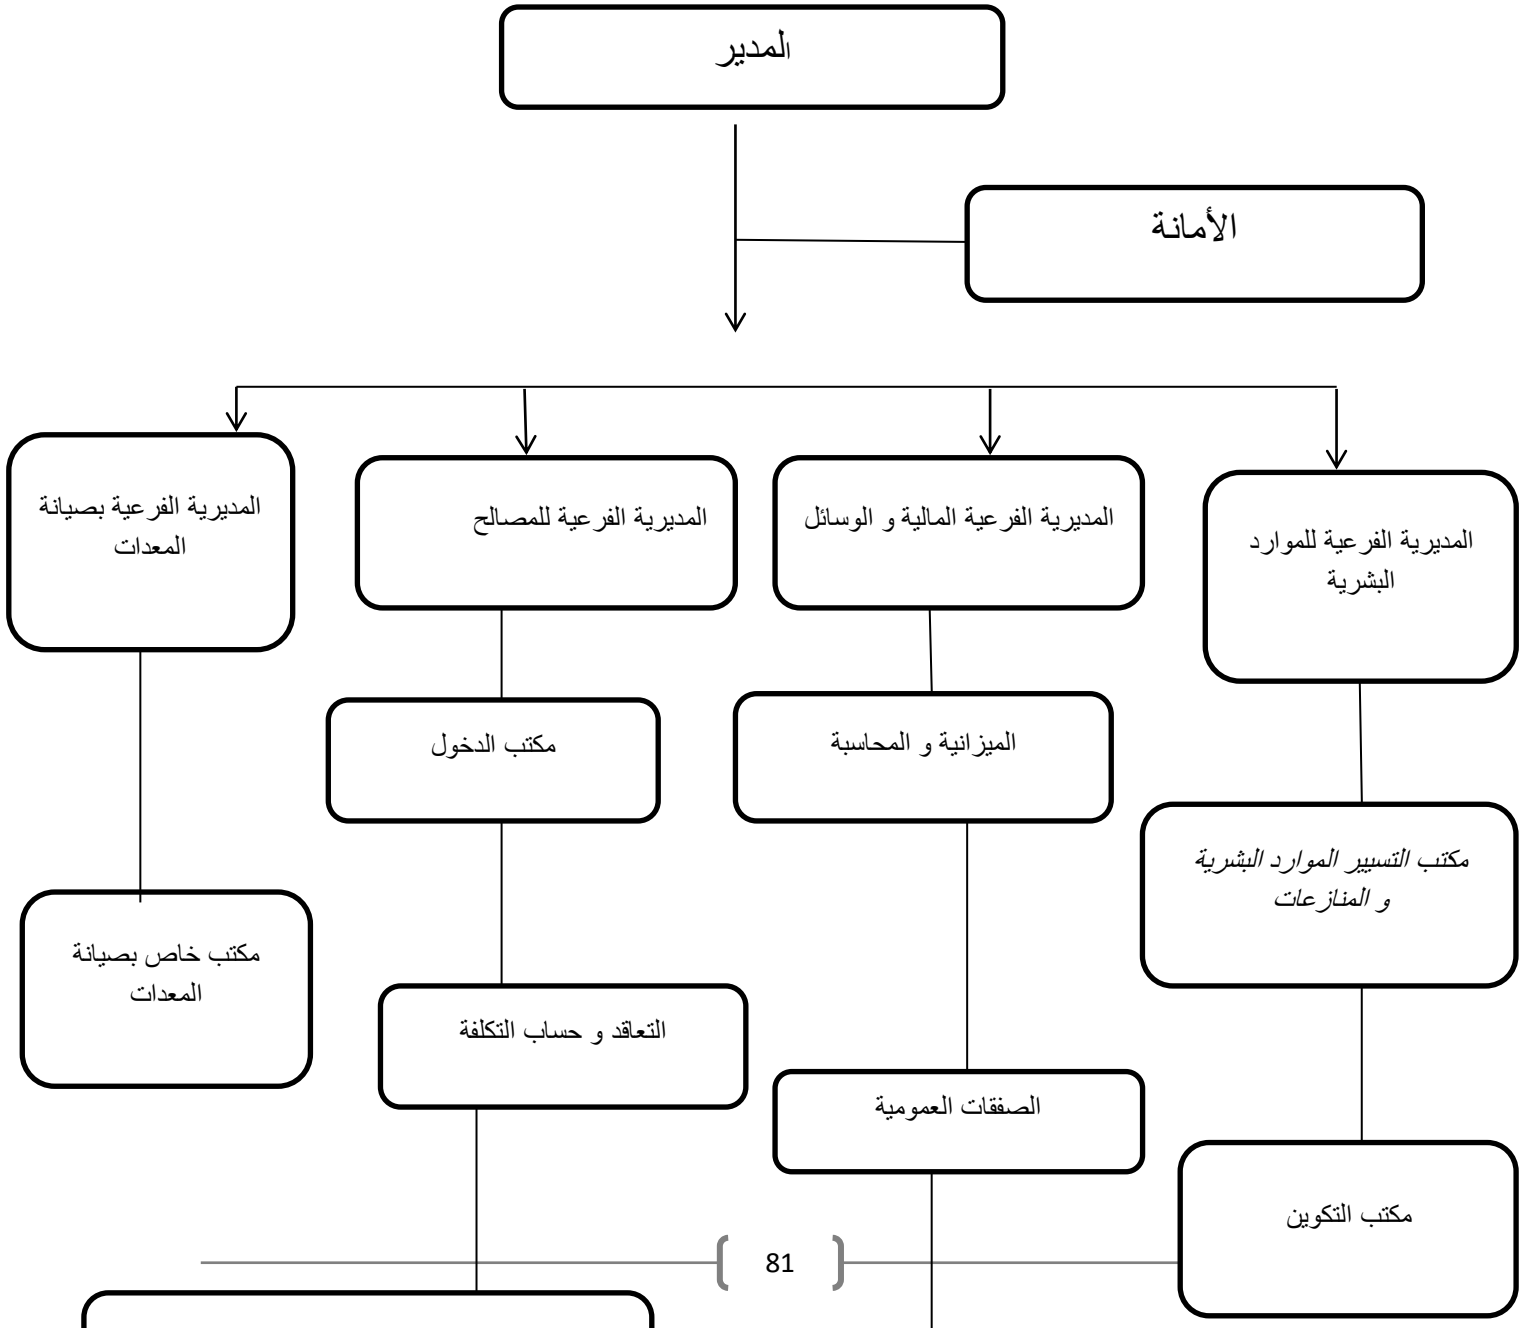 المدير
الأمانة
المديرية الفرعية للموارد
البشرية
المديرية الفرعية المالية و الوسائل
المديرية الفرعية للمصالح
المديرية الفرعية بصيانة
المعدات
الميزانية و المحاسبة
مكتب الدخول
مكتب التسيير الموارد البشرية
و المنازعات
مكتب خاص بصيانة
المعدات
التعاقد و حساب التكلفة
الصفقات العمومية
مكتب التكوين
81